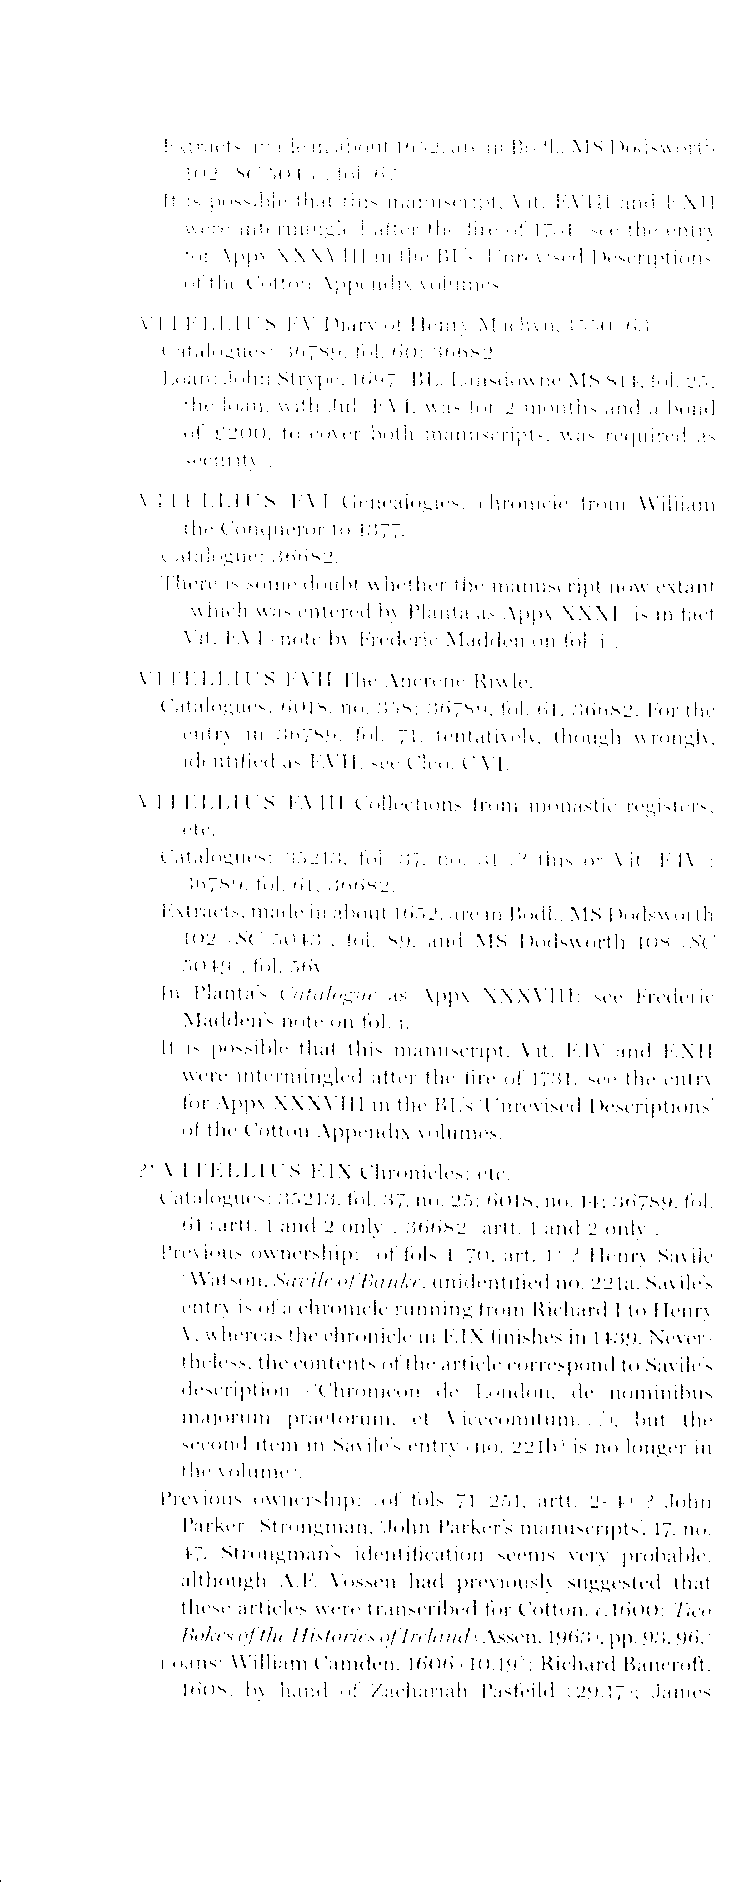 Extracts, made in about 1652, are in Bodl., MS Dodsworth
102 (SC 5043), fol.
It is possible that this manuscript, Vit. FVIII and FXII
were intermingled after the fire of 1731: see the entry
for Appx XXXVIII in the BL's 'Unrevised Descriptions'
of the Cotton Appendix volumes.
VITELLIUS FV Diary of Henry Machyn, 1550-63.
Catalogues: 36789, fol. 60; 36682.
Loan: John Strype, 1697 (BL, Lansdowne MS 814, fol. 25:
the loan, with Jul. FVI, was for 2 months and a bond
of £200, to cover both manuscripts, was required as
security).
VITELLIUS FVI Genealogies, chronicle from William
the Conqueror to 1377.
Catalogue: 36682.
There is some doubt whether the manuscript now extant
(which was entered by Planta as Appx XXXI) is in fact
Vit. FVI (note by Frederic Madden on fol. i).
VITELLIUS FVII The Ancrene Riwle.
Catalogues: 6018, no. 358; 36789, fol. 61; 36682. For the
entry in 36789, fol. 71, tentatively, though wrongly,
identified as FVII, see Cleo. CVI.
VITELLIUS FVIII Collections from monastic registers,
etc.
Catalogues: 35213, fol. 37, no. 31 (? this or Vit. FIV);
36789, fol. 61; 36682.
Extracts, made in about 1652, are in Bodl., MS Dodsworth
102 (SC 5043), fol. 89, and MS Dodsworth 108 (SC
5049), fol. 56v.
In Planta's Catalogue as Appx XXXVIII: see Frederic
Madden's note on fol. i.
It is possible that this manuscript, Vit. FIV and FXII
were intermingled after the fire of 1731: see the entry
for Appx XXXVIII in the BL's 'Unrevised Descriptions'
of the Cotton Appendix volumes.
?* VITELLIUS FIX Chronicles; etc.
Catalogues: 35213, fol. 37, no. 25; 6018, no. 14; 36789, fol.
61 (artt. 1 and 2 only); 36682 (artt. 1 and 2 only).
Previous ownership: (of fols 1-70, art. 1) ? Henry Savile
(Watson, Savile of Banke, unidentified no. 221a. Savile's
entry is of a chronicle running from Richard I to Henry
V, whereas the chronicle in FIX finishes in 1439. Never-
theless, the contents of the article correspond to Savile's
description ('Chronicon de London, de nominibus
majorum praetorum, et Vicecomitum...'), but the
second item in Savile's entry (no. 221b) is no longer in
the volume).
Previous ownership: (of fols 71-251, artt. 2-4) ? John
Parker (Strongman, 'John Parker's manuscripts', 17, no.
47. Strongman's identification seems very probable,
although A.F. Vossen had previously suggested that
these articles were transcribed for Cotton, c.1600: Two
Bokes of the Histories of Ireland (Assen, 1963), pp. 93, 96.)
Loans: William Camden, 1606 (40.19); Richard Bancroft,
1608, by hand of Zachariah Pasfeild (29.17); James